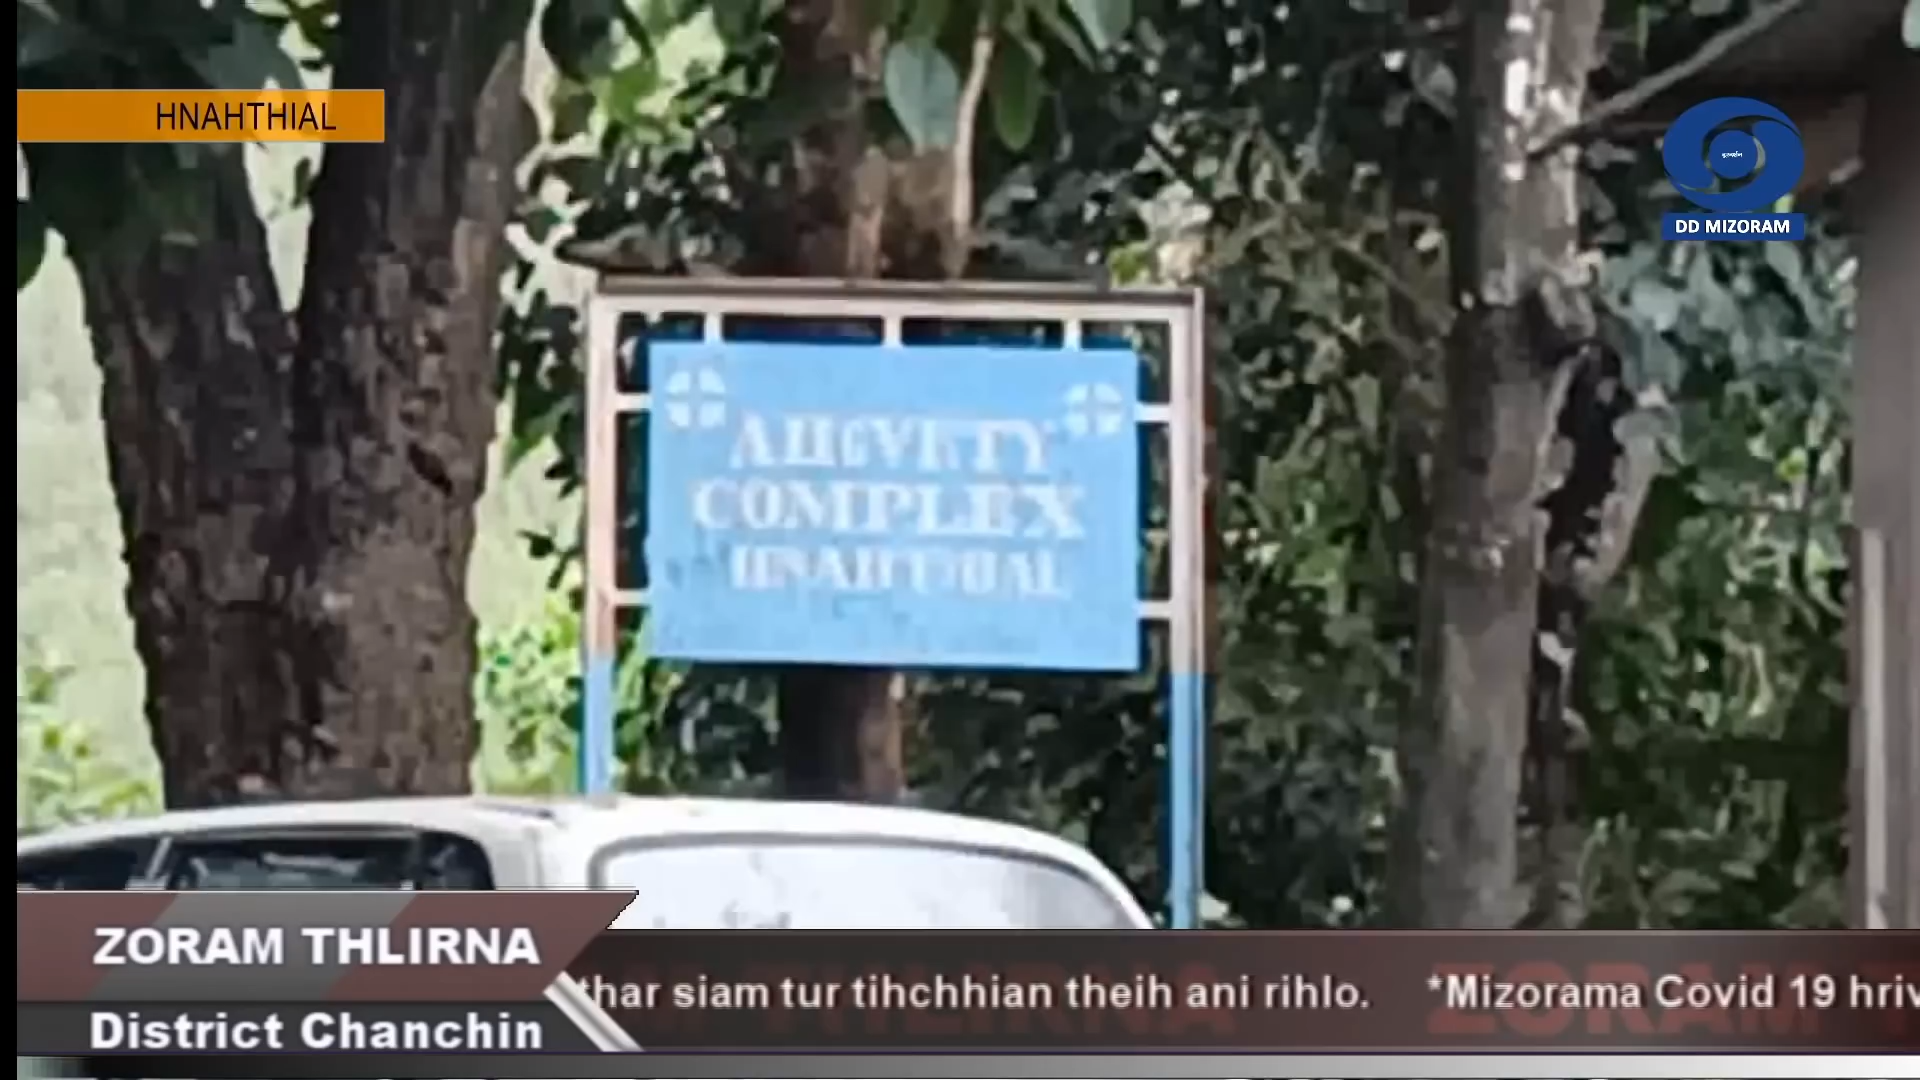 HNAHTHIAL
DD MIZORAM
COMPLEX
HNAHTHIAL
ZORAM THLIRNA
District Chanchin
thar siam tur tihchhian theih ani rihlo. *Mizorama Covid 19 hriv